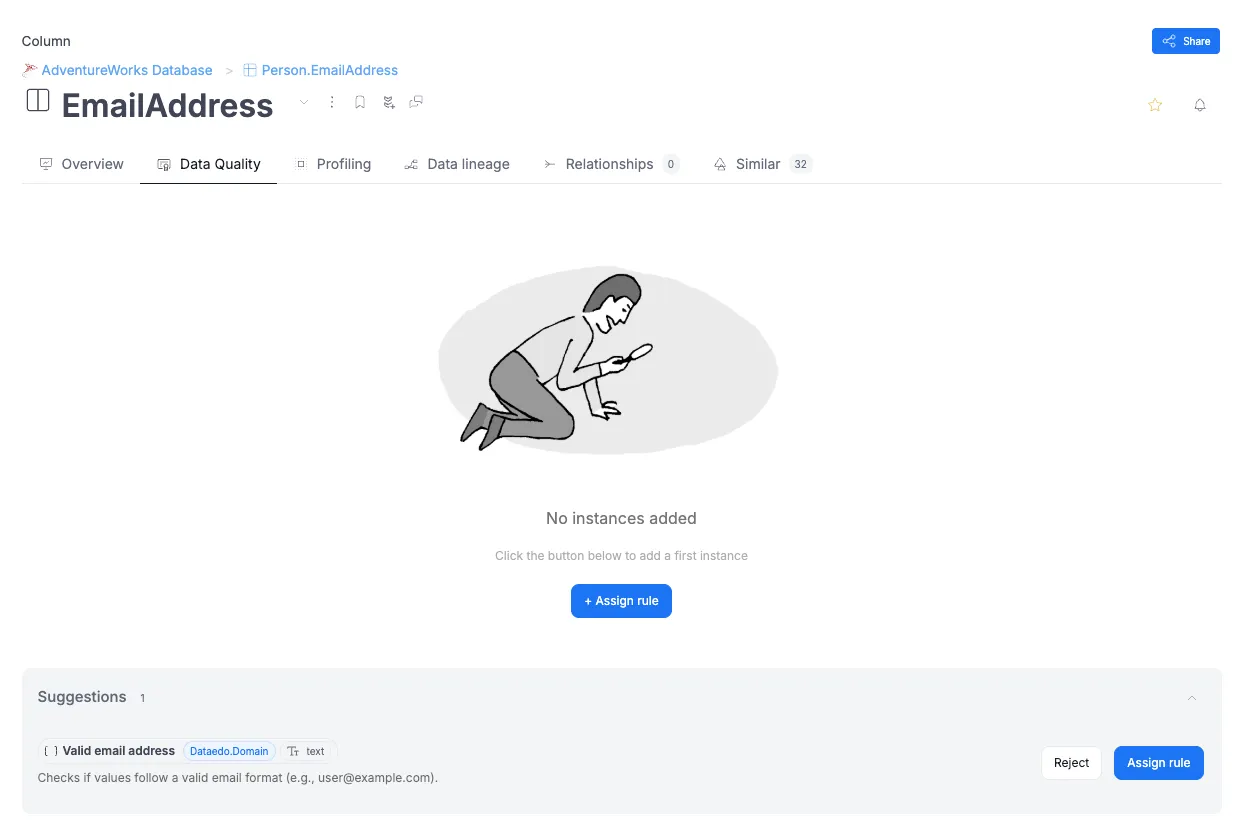 Column
Share
AdventureWorks Database > Person.EmailAddress
EmailAddress
Overview Data Quality Profiling Data lineage Relationships 0 Similar 32
No instances added
Click the button below to add a first instance
+ Assign rule
Suggestions 1
[ ] Valid email address Dataedo.Domain Tт text
Reject Assign rule
Checks if values follow a valid email format (e.g., user@example.com).